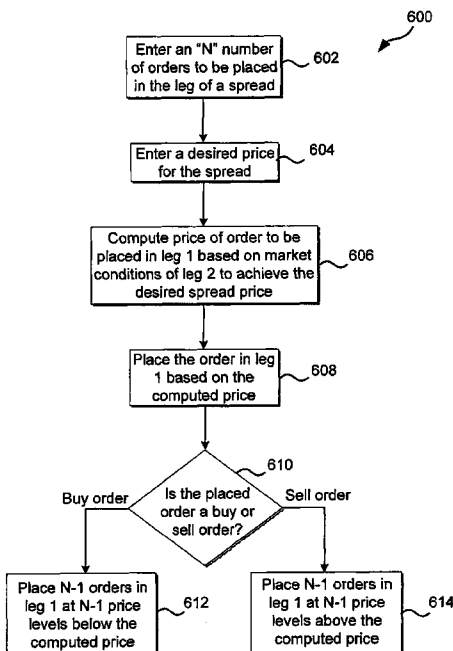 600
Enter an "N" number
of orders to be placed
in the leg of a spread
602
Enter a desired price
for the spread
604
Compute price of order to be
placed in leg 1 based on market
conditions of leg 2 to achieve the
desired spread price
606
Place the order in leg
1 based on the
computed price
608
610
Is the placed
order a buy or
sell order?
Buy order
Sell order
Place N-1 orders in
leg 1 at N-1 price
levels below the
computed price
612
Place N-1 orders in
leg 1 at N-1 price
levels above the
computed price
614